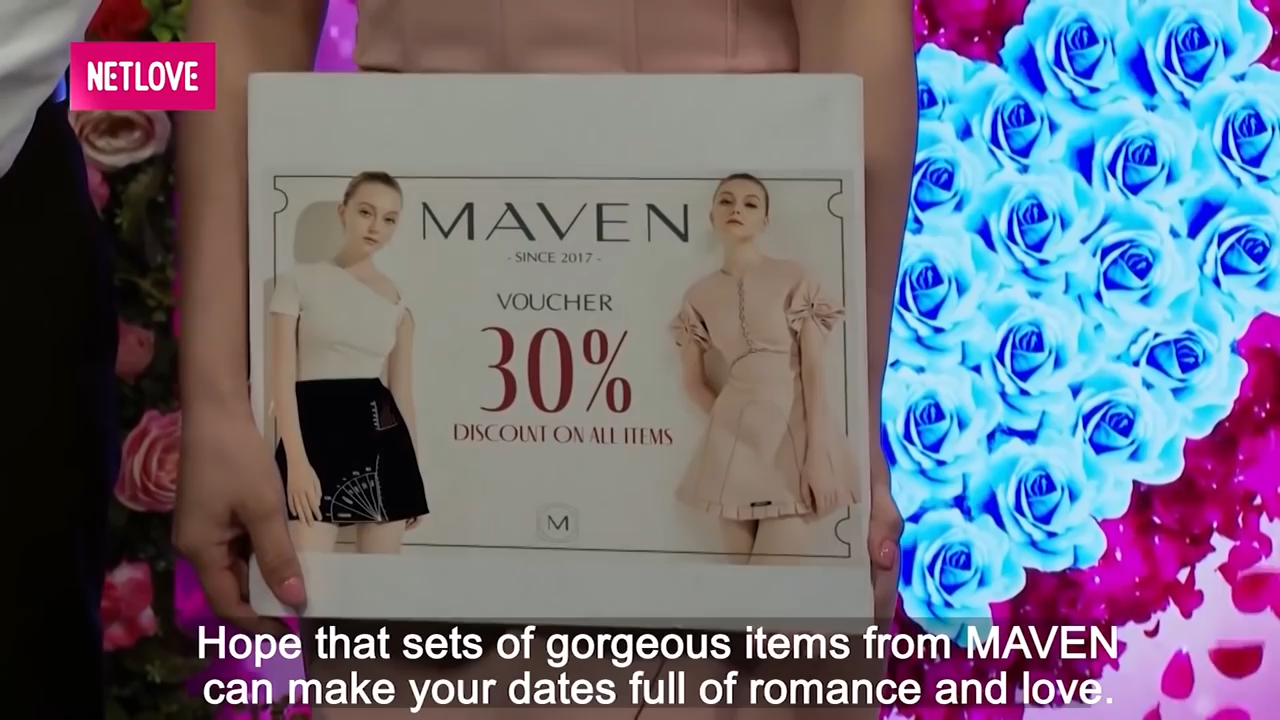 NETLOVE
MAVEN
- SINCE 2017 -
VOUCHER
30%
DISCOUNT ON ALL ITEMS
M
Hope that sets of gorgeous items from MAVEN
can make your dates full of romance and love.